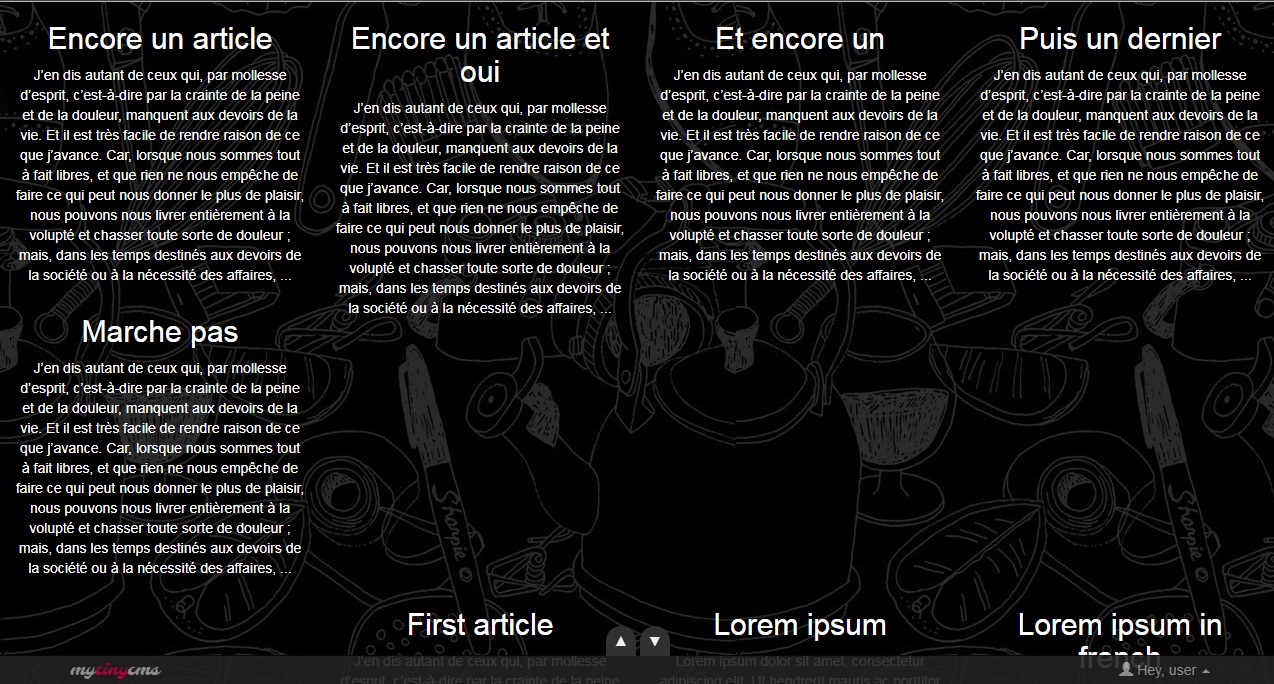 Encore un article
J'en dis autant de ceux qui, par mollesse
d'esprit, c'est-à-dire par la crainte de la peine
et de la douleur, manquent aux devoirs de la
vie. Et il est très facile de rendre raison de ce
que j'avance. Car, lorsque nous sommes tout
à fait libres, et que rien ne nous empêche de
faire ce qui peut nous donner le plus de plaisir,
nous pouvons nous livrer entièrement à la
volupté et chasser toute sorte de douleur ;
mais, dans les temps destinés aux devoirs de
la société ou à la nécessité des affaires, ...
Encore un article et
oui
J'en dis autant de ceux qui, par mollesse
d'esprit, c'est-à-dire par la crainte de la peine
et de la douleur, manquent aux devoirs de la
vie. Et il est très facile de rendre raison de ce
que j'avance. Car, lorsque nous sommes tout
à fait libres, et que rien ne nous empêche de
faire ce qui peut nous donner le plus de plaisir,
nous pouvons nous livrer entièrement à la
volupté et chasser toute sorte de douleur ;
mais, dans les temps destinés aux devoirs de
la société ou à la nécessité des affaires, ...
Et encore un
J'en dis autant de ceux qui, par mollesse
d'esprit, c'est-à-dire par la crainte de la peine
et de la douleur, manquent aux devoirs de la
vie. Et il est très facile de rendre raison de ce
que j'avance. Car, lorsque nous sommes tout
à fait libres, et que rien ne nous empêche de
faire ce qui peut nous donner le plus de plaisir,
nous pouvons nous livrer entièrement à la
volupté et chasser toute sorte de douleur ;
mais, dans les temps destinés aux devoirs de
la société ou à la nécessité des affaires, ...
Puis un dernier
J'en dis autant de ceux qui, par mollesse
d'esprit, c'est-à-dire par la crainte de la peine
et de la douleur, manquent aux devoirs de la
vie. Et il est très facile de rendre raison de ce
que j'avance. Car, lorsque nous sommes tout
à fait libres, et que rien ne nous empêche de
faire ce qui peut nous donner le plus de plaisir,
nous pouvons nous livrer entièrement à la
volupté et chasser toute sorte de douleur ;
mais, dans les temps destinés aux devoirs de
la société ou à la nécessité des affaires, ...
Marche pas
J'en dis autant de ceux qui, par mollesse
d'esprit, c'est-à-dire par la crainte de la peine
et de la douleur, manquent aux devoirs de la
vie. Et il est très facile de rendre raison de ce
que j'avance. Car, lorsque nous sommes tout
à fait libres, et que rien ne nous empêche de
faire ce qui peut nous donner le plus de plaisir,
nous pouvons nous livrer entièrement à la
volupté et chasser toute sorte de douleur ;
mais, dans les temps destinés aux devoirs de
la société ou à la nécessité des affaires, ...
Sharpie
Sharpie
First article
J'en dis autant de ceux qui, par mollesse
d'esprit, c'est-à-dire par la crainte de la peine
Lorem ipsum
Lorem ipsum dolor sit amet, consectetur
adipiscing elit. Ut hendrerit mauris ac porttitor
Lorem ipsum in
french
mytinycms
Hey, user